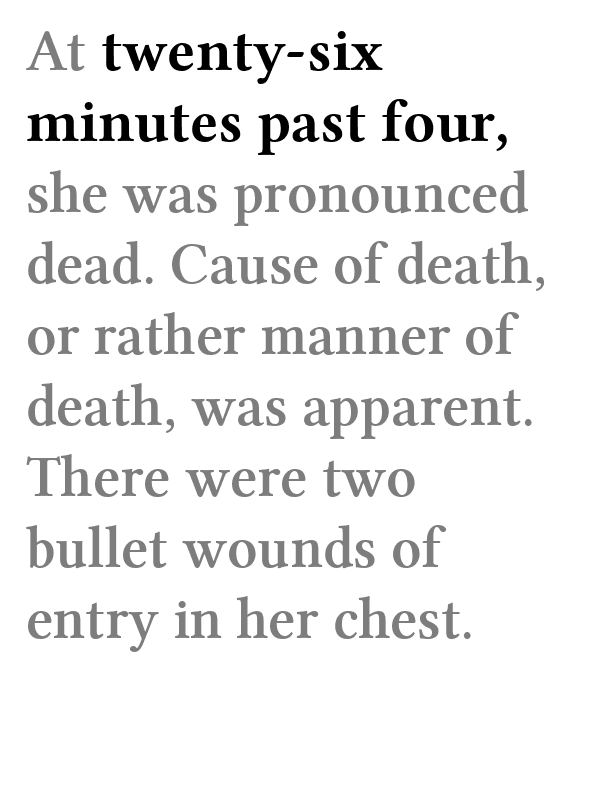 At twenty-six
minutes past four,
she was pronounced
dead. Cause of death,
or rather manner of
death, was apparent.
There were two
bullet wounds of
entry in her chest.